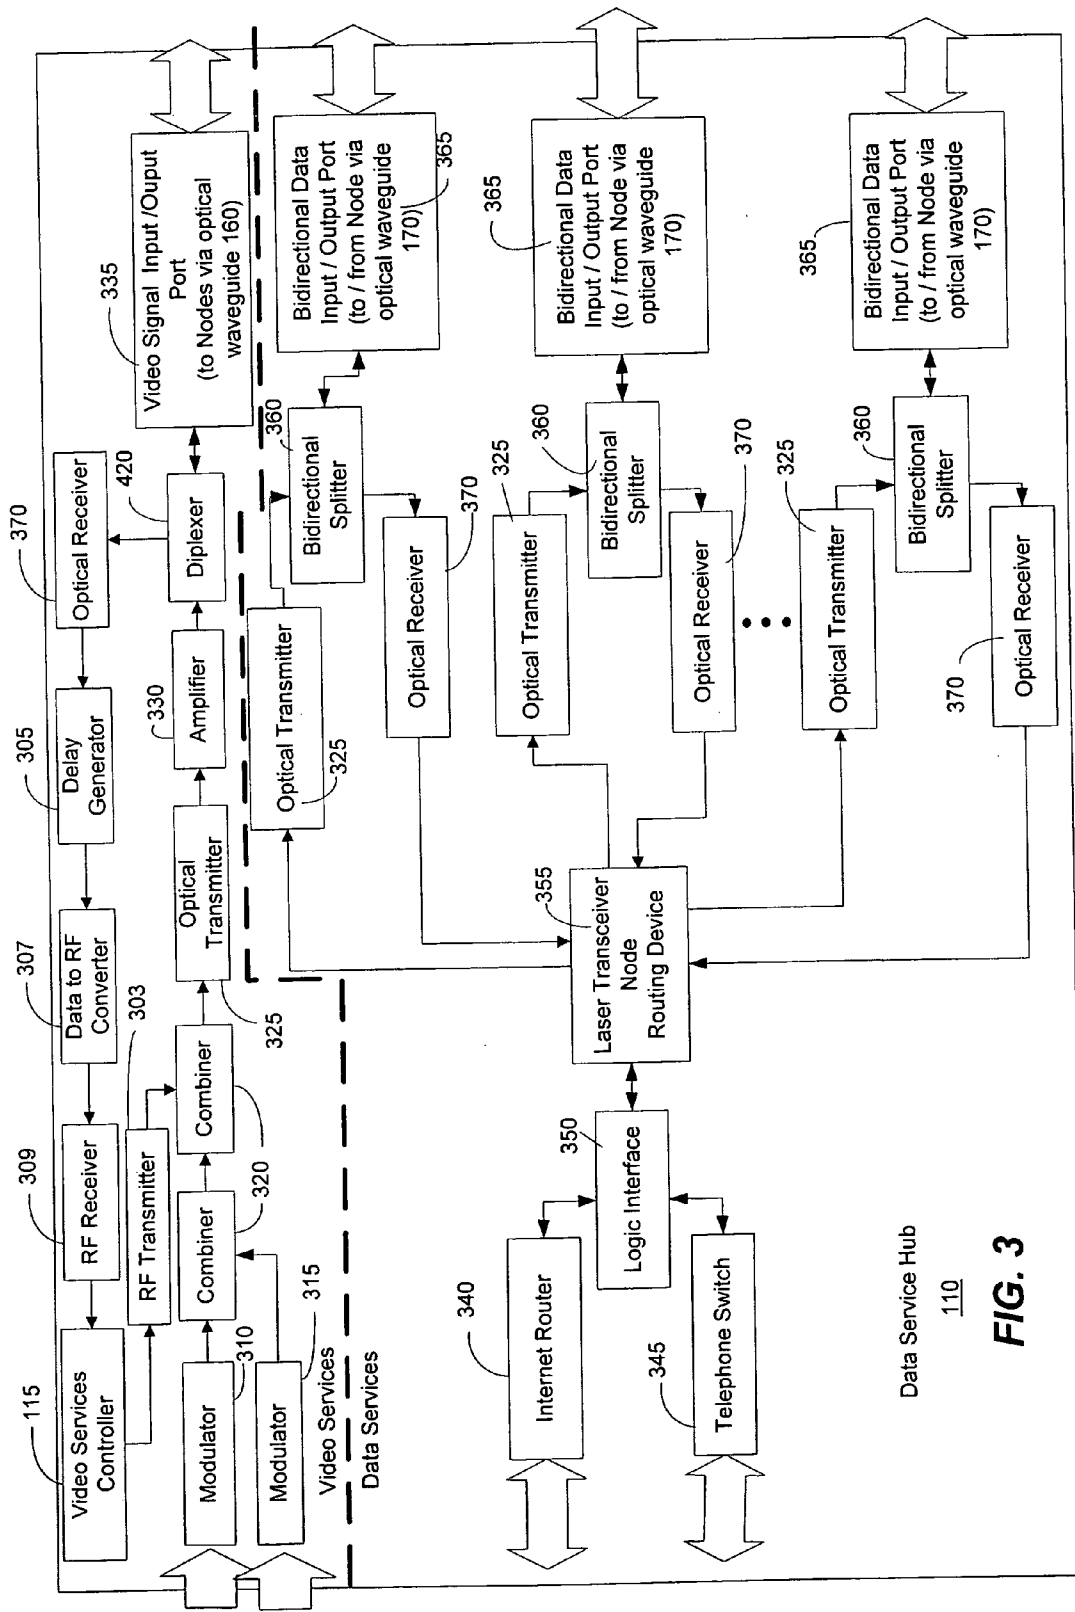 115
Video Services
Controller
309
RF Receiver
307
Data to RF
Converter
305
Delay
Generator
370
Optical Receiver
RF Transmitter
303
420
Diplexer
335
Video Signal Input /Ouput
Port
(to Nodes via optical
waveguide 160)
Modulator
310
Combiner
Combiner
320
Optical
Transmitter
325
Amplifier
330
Modulator
315
Video Services
Data Services
Optical Transmitter
325
360
Bidirectional
Splitter
Bidirectional Data
Input / Output Port
(to / from Node via
optical waveguide
170)
365
Optical Receiver
370
325
Optical Transmitter
360
Bidirectional
Splitter
365
Bidirectional Data
Input / Output Port
(to / from Node via
optical waveguide
170)
Optical Receiver
370
355
Laser Transceiver
Node
Routing Device
350
Logic Interface
340
Internet Router
345
Telephone Switch
325
Optical Transmitter
360
Bidirectional
Splitter
365
Bidirectional Data
Input / Output Port
(to / from Node via
optical waveguide
170)
370
Optical Receiver
Data Service Hub
110
FIG. 3